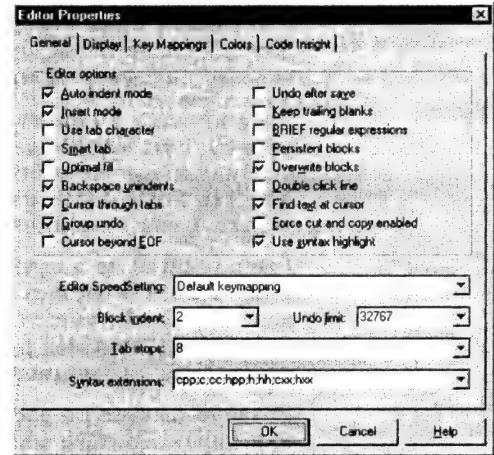 Editor Properties
General Display Key Mappings Colors Code Insight
Editor options
Auto indent mode
Insert mode
Use tab character
Smart tab
Optimal fill
Backspace unindents
Cursor through tabs
Group undo
Cursor beyond EOF
Undo after save
Keep trailing blanks
BRIEF regular expressions
Persistent blocks
Overwrite blocks
Double click line
Find text at cursor
Force cut and copy enabled
Use syntax highlight
Editor SpeedSetting: Default keymapping
Block indent: 2 Undo limit: 32767
Tab stops: 8
Syntax extensions: cpp;c;cc;hpp;h;hh;cxx;hxx
OK Cancel Help